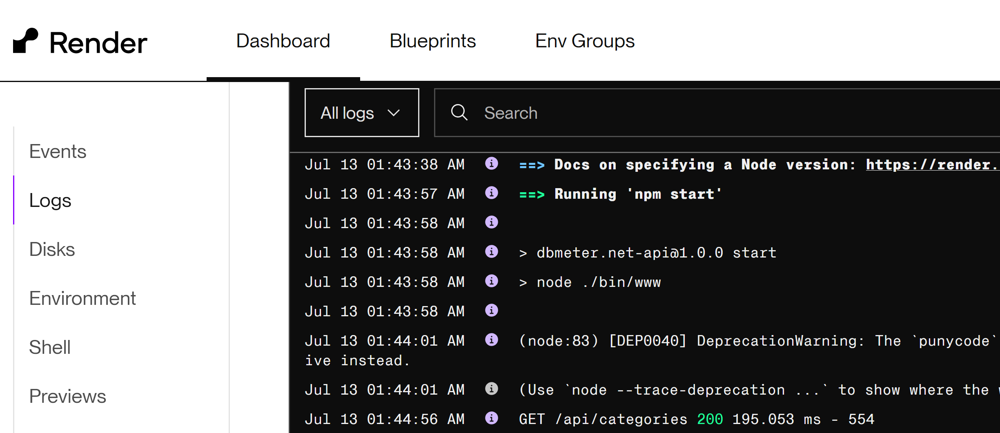 Render
Dashboard
Blueprints
Env Groups
Events
Logs
Disks
Environment
Shell
Previews
All logs
Search
Jul 13 01:43:38 AM ==> Docs on specifying a Node version: https://render.
Jul 13 01:43:57 AM ==> Running 'npm start'
Jul 13 01:43:58 AM
Jul 13 01:43:58 AM > dbmeter.net-api@1.0.0 start
Jul 13 01:43:58 AM > node ./bin/www
Jul 13 01:43:58 AM
Jul 13 01:44:01 AM (node:83) [DEP0040] DeprecationWarning: The `punycode`
ive instead.
Jul 13 01:44:01 AM (Use `node --trace-deprecation ...` to show where the
Jul 13 01:44:56 AM GET /api/categories 200 195.053 ms - 554